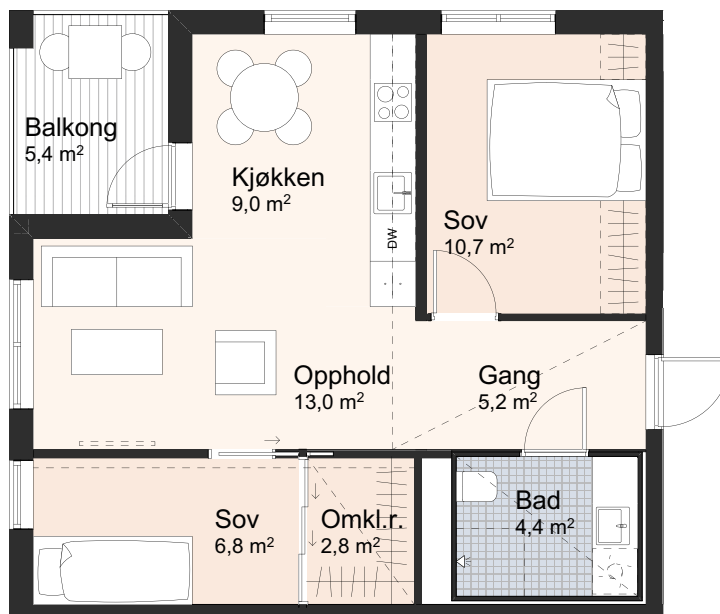 Balkong
5,4 m²
Kjøkken
9,0 m²
Sov
10,7 m²
DW
Opphold
13,0 m²
Gang
5,2 m²
Sov
6,8 m²
Omkl.r.
2,8 m²
Bad
4,4 m²